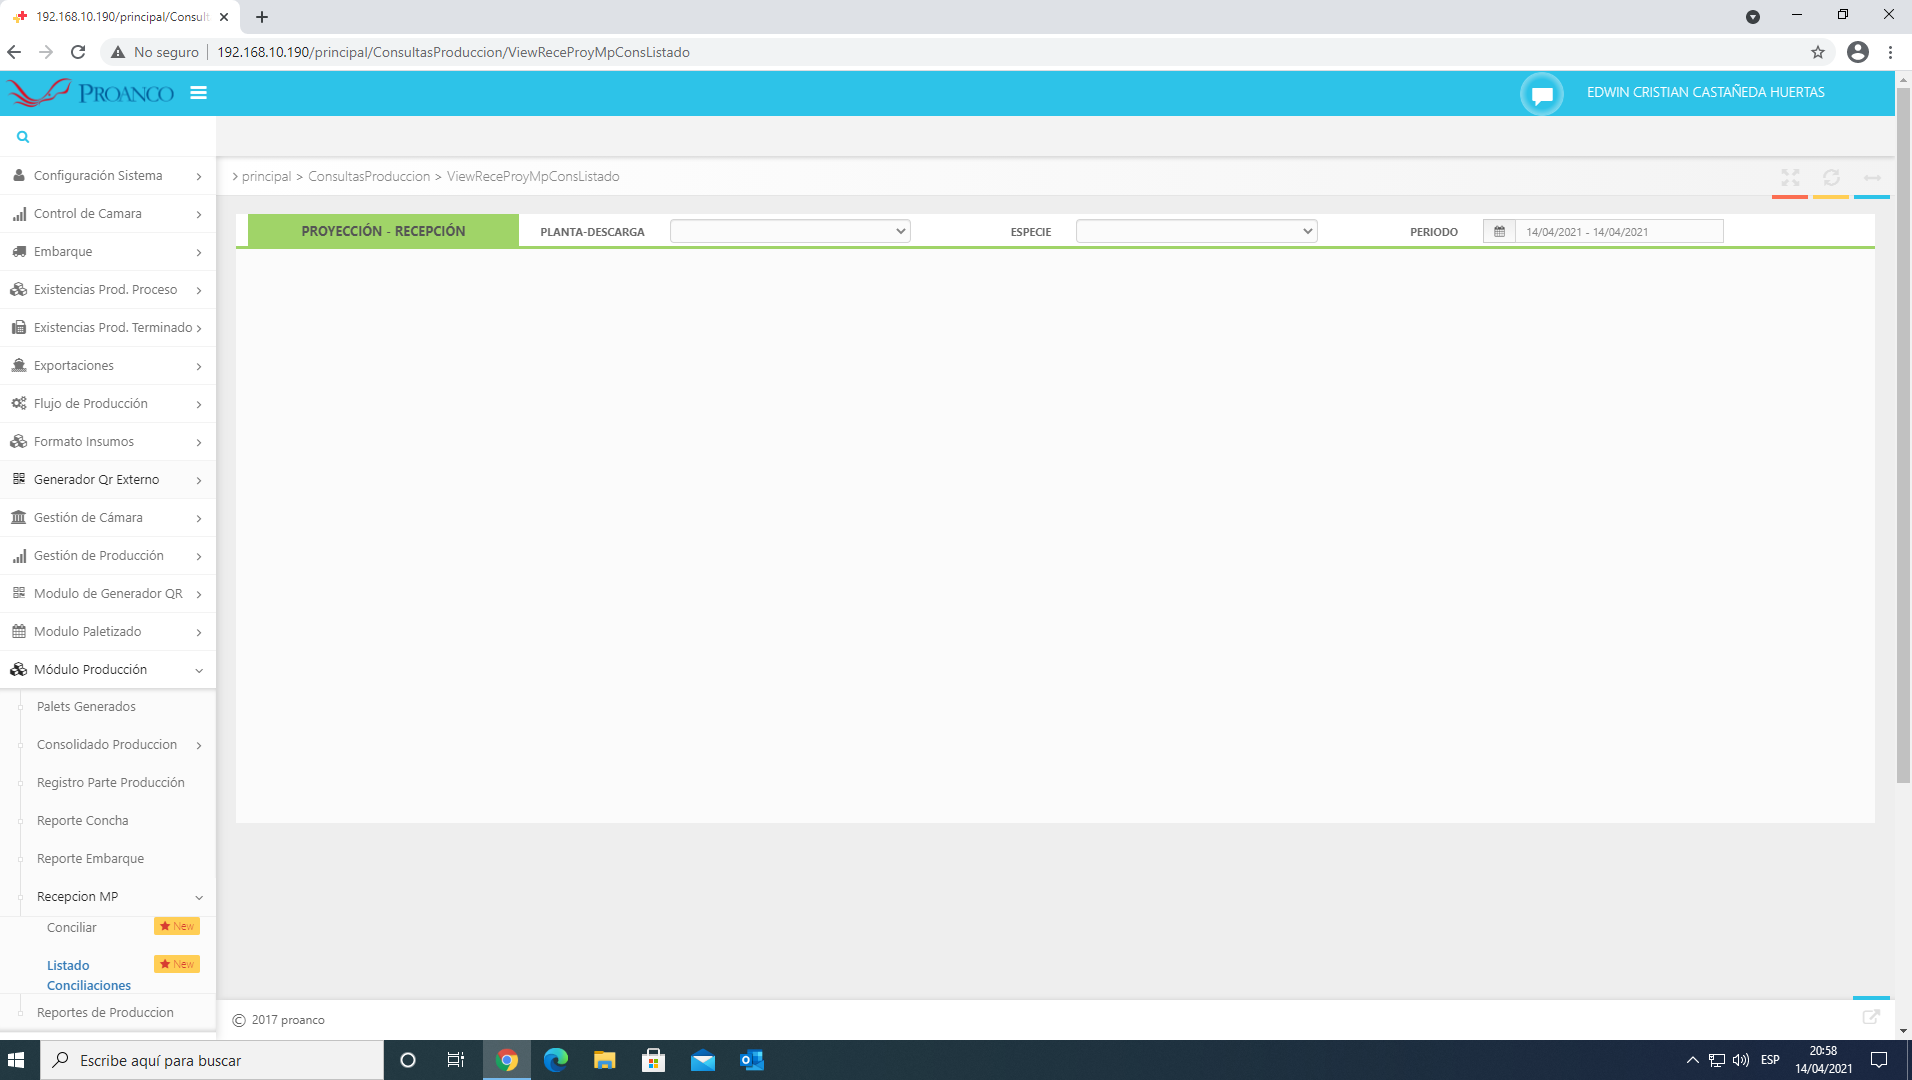 192.168.10.190/principal/Consult
No seguro
192.168.10.190/principal/ConsultasProduccion/ViewReceProyMpConsListado
PROANCO
EDWIN CRISTIAN CASTAÑEDA HUERTAS
principal > ConsultasProduccion > ViewReceProyMpConsListado
PROYECCIÓN - RECEPCIÓN
PLANTA-DESCARGA
ESPECIE
PERIODO
14/04/2021 - 14/04/2021
Configuración Sistema
Control de Camara
Embarque
Existencias Prod. Proceso
Existencias Prod. Terminado
Exportaciones
Flujo de Producción
Formato Insumos
Generador Qr Externo
Gestión de Cámara
Gestión de Producción
Modulo de Generador QR
Modulo Paletizado
Módulo Producción
Palets Generados
Consolidado Produccion
Registro Parte Producción
Reporte Concha
Reporte Embarque
Recepcion MP
Conciliar
New
Listado
New
Conciliaciones
Reportes de Produccion
© 2017 proanco
Escribe aquí para buscar
ESP
20:58
14/04/2021